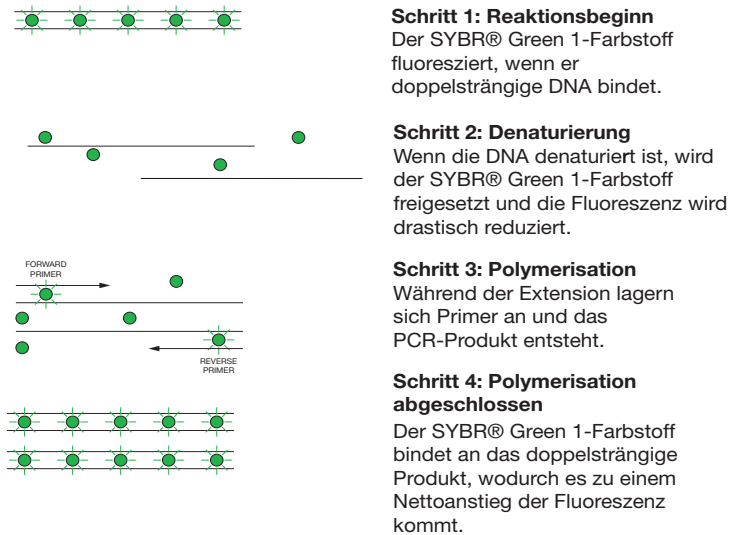 Schritt 1: Reaktionsbeginn
Der SYBR® Green 1-Farbstoff
fluoresziert, wenn er
doppelsträngige DNA bindet.
Schritt 2: Denaturierung
Wenn die DNA denaturiert ist, wird
der SYBR® Green 1-Farbstoff
freigesetzt und die Fluoreszenz wird
drastisch reduziert.
FORWARD
PRIMER
REVERSE
PRIMER
Schritt 3: Polymerisation
Während der Extension lagern
sich Primer an und das
PCR-Produkt entsteht.
Schritt 4: Polymerisation
abgeschlossen
Der SYBR® Green 1-Farbstoff
bindet an das doppelsträngige
Produkt, wodurch es zu einem
Nettoanstieg der Fluoreszenz
kommt.